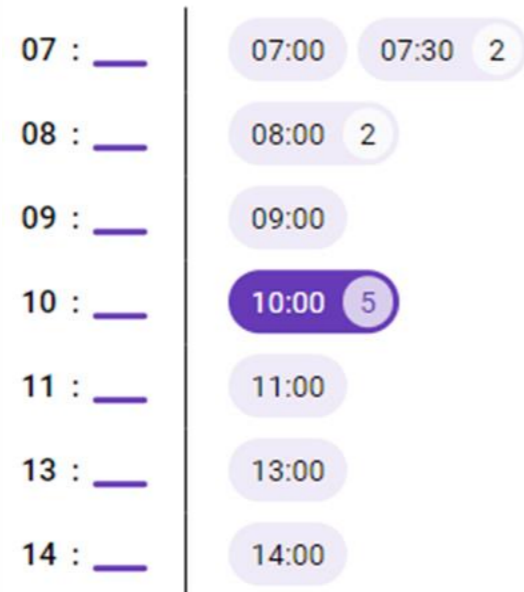 07 : __ 07:00 07:30 2
08 : __ 08:00 2
09 : __ 09:00
10 : __ 10:00 5
11 : __ 11:00
13 : __ 13:00
14 : __ 14:00